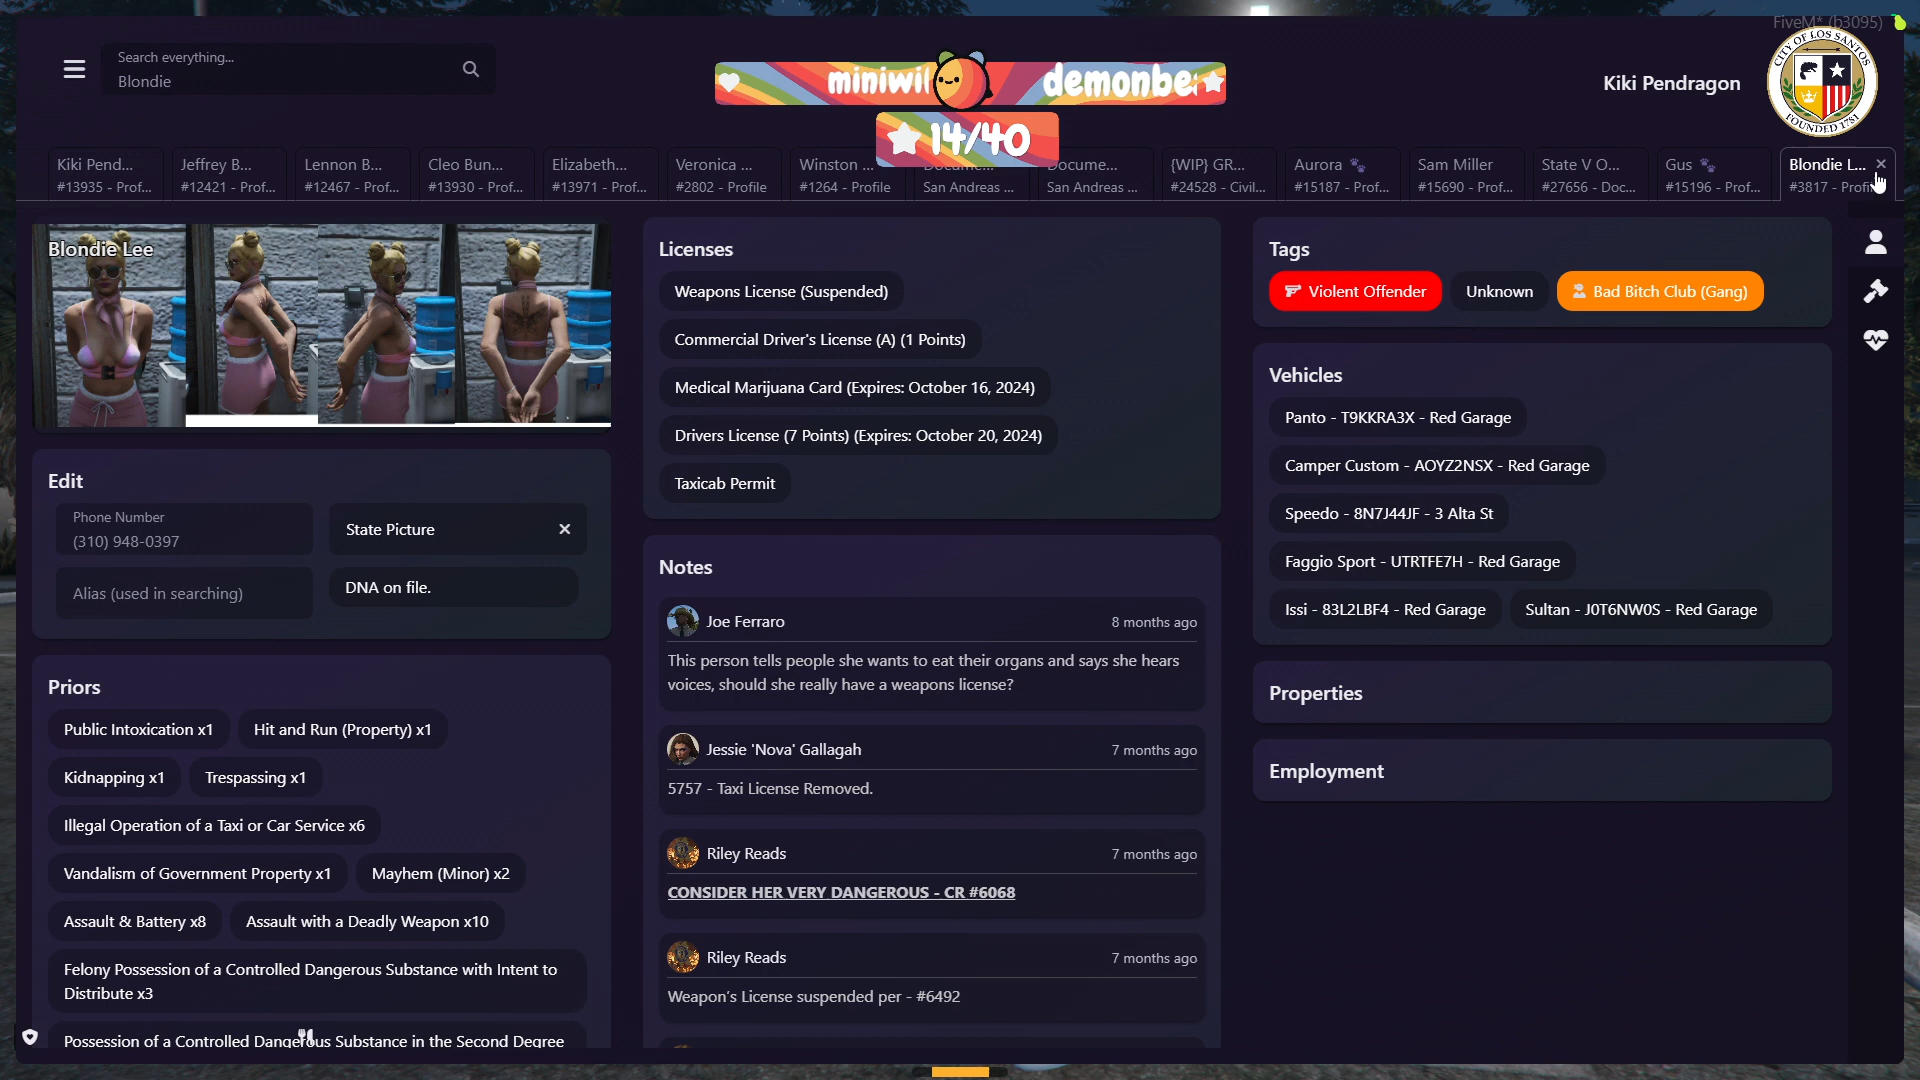 FiveM* (b3095)
Search everything...
Blondie
miniwil
demonbe
14/40
Kiki Pendragon
CITY OF LOS SANTOS
FOUNDED 1781
Kiki Pend...
#13935 - Prof...
Jeffrey B...
#12421 - Prof...
Lennon B...
#12467 - Prof...
Cleo Bun...
#13930 - Prof...
Elizabeth...
#13971 - Prof...
Veronica ...
#2802 - Profile
Winston ...
#1264 - Profile
San Andreas ...
San Andreas ...
{WIP} GR...
#24528 - Civil...
Aurora
#15187 - Prof...
Sam Miller
#15690 - Prof...
State V O...
#27656 - Doc...
Gus
#15196 - Prof...
Blondie L...
#3817 - Profi
Blondie Lee
Edit
Phone Number
(310) 948-0397
State Picture
Alias (used in searching)
DNA on file.
Priors
Public Intoxication x1
Hit and Run (Property) x1
Kidnapping x1
Trespassing x1
Illegal Operation of a Taxi or Car Service x6
Vandalism of Government Property x1
Mayhem (Minor) x2
Assault & Battery x8
Assault with a Deadly Weapon x10
Felony Possession of a Controlled Dangerous Substance with Intent to
Distribute x3
Possession of a Controlled Dangerous Substance in the Second Degree
Licenses
Weapons License (Suspended)
Commercial Driver's License (A) (1 Points)
Medical Marijuana Card (Expires: October 16, 2024)
Drivers License (7 Points) (Expires: October 20, 2024)
Taxicab Permit
Notes
Joe Ferraro
8 months ago
This person tells people she wants to eat their organs and says she hears
voices, should she really have a weapons license?
Jessie 'Nova' Gallagah
7 months ago
5757 - Taxi License Removed.
Riley Reads
7 months ago
CONSIDER HER VERY DANGEROUS - CR #6068
Riley Reads
7 months ago
Weapon's License suspended per - #6492
Tags
Violent Offender
Unknown
Bad Bitch Club (Gang)
Vehicles
Panto - T9KKRA3X - Red Garage
Camper Custom - AOYZ2NSX - Red Garage
Speedo - 8N7J44JF - 3 Alta St
Faggio Sport - UTRTFE7H - Red Garage
Issi - 83L2LBF4 - Red Garage
Sultan - J0T6NW0S - Red Garage
Properties
Employment